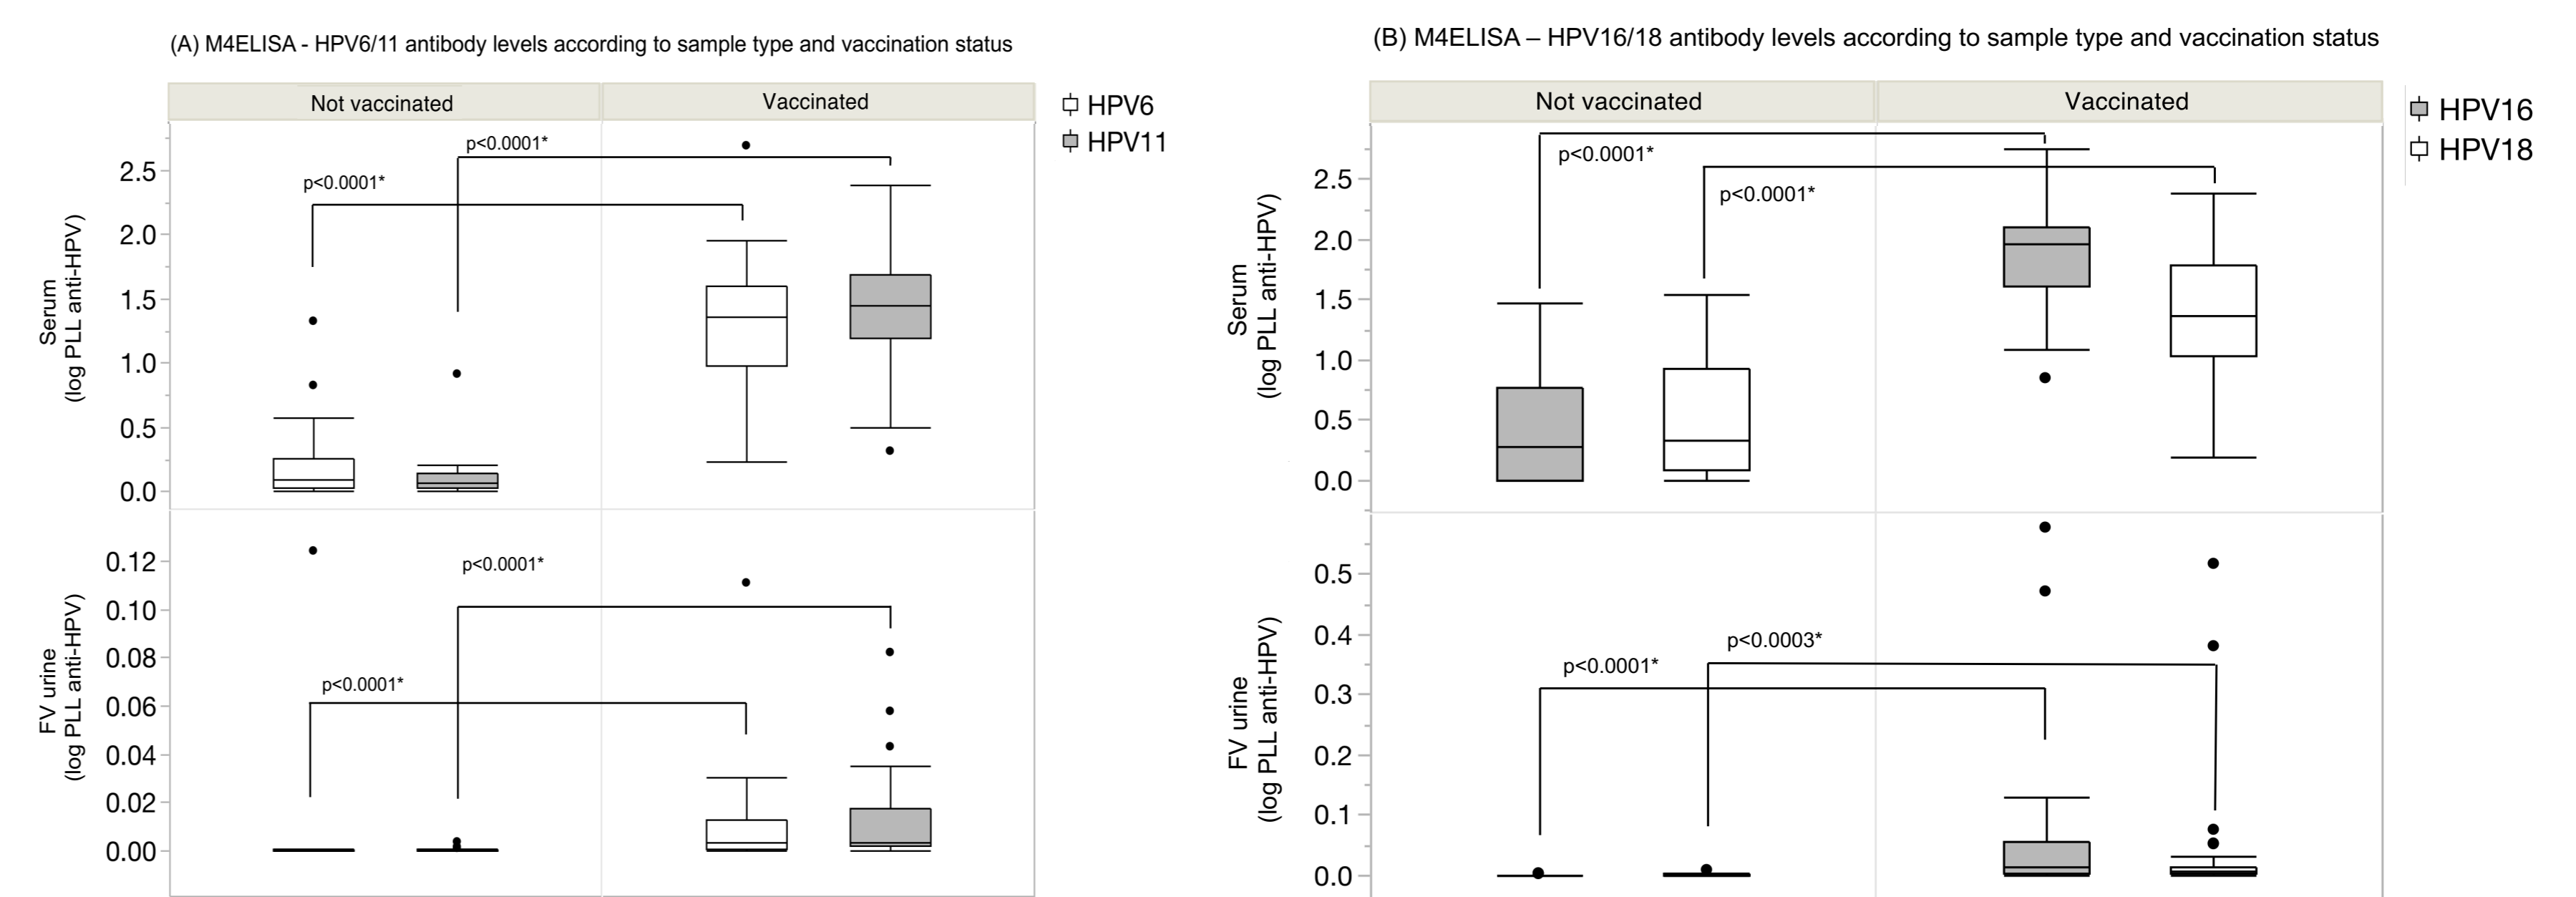 (A) M4ELISA - HPV6/11 antibody levels according to sample type and vaccination status
Not vaccinated
Vaccinated
HPV6
HPV11
Serum
(log PLL anti-HPV)
2.5
2.0
1.5
1.0
0.5
0.0
p<0.0001*
p<0.0001*
FV urine
(log PLL anti-HPV)
0.12
0.10
0.08
0.06
0.04
0.02
0.00
p<0.0001*
p<0.0001*
(B) M4ELISA – HPV16/18 antibody levels according to sample type and vaccination status
Not vaccinated
Vaccinated
HPV16
HPV18
Serum
(log PLL anti-HPV)
2.5
2.0
1.5
1.0
0.5
0.0
p<0.0001*
p<0.0001*
FV urine
(log PLL anti-HPV)
0.5
0.4
0.3
0.2
0.1
0.0
p<0.0003*
p<0.0001*